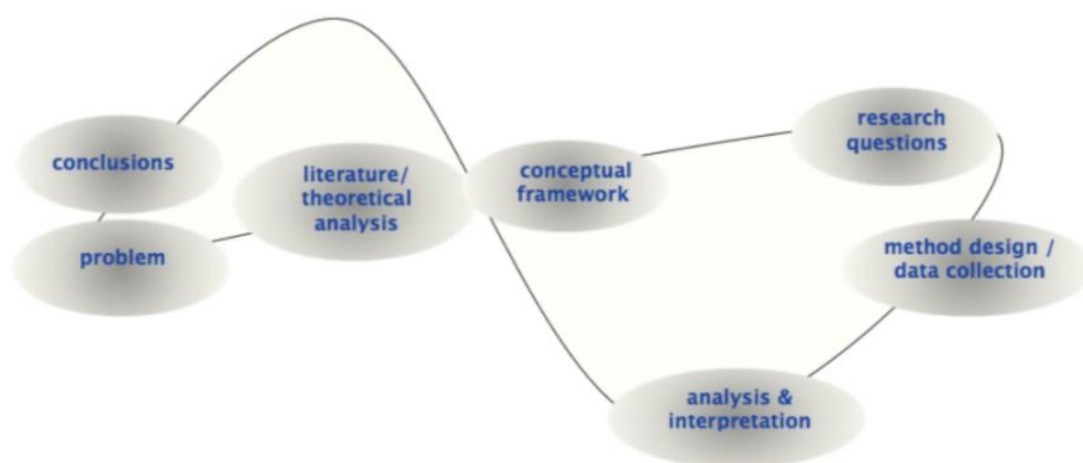 conclusions
problem
literature/
theoretical
analysis
conceptual
framework
research
questions
method design /
data collection
analysis &
interpretation